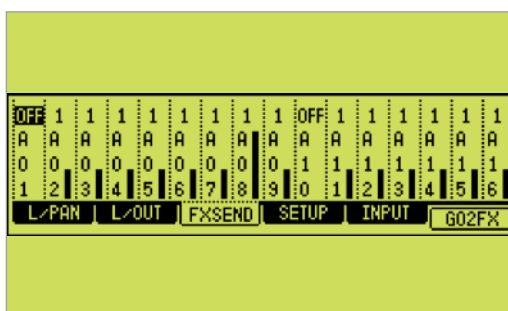 OFF 1 1 1 1 1 1 1 1 OFF 1 1 1 1 1 1
A A A A A A A A A A A A A A A A
0 0 0 0 0 0 0 0 0 1 1 1 1 1 1 1
1 2 3 4 5 6 7 8 9 0 1 2 3 4 5 6
L/PAN L/OUT FXSEND SETUP INPUT GO2FX